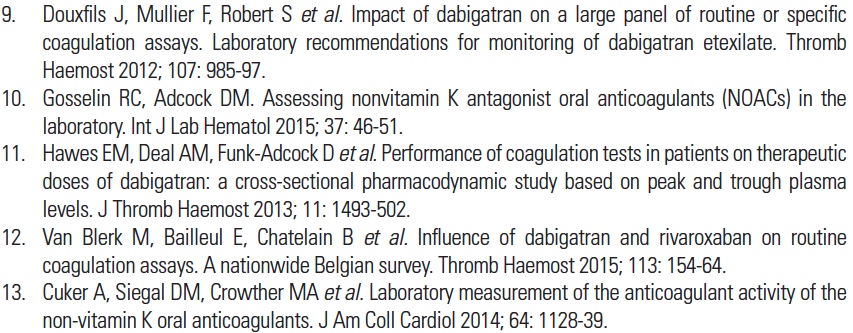 9. Douxfils J, Mullier F, Robert S et al. Impact of dabigatran on a large panel of routine or specific
coagulation assays. Laboratory recommendations for monitoring of dabigatran etexilate. Thromb
Haemost 2012; 107: 985-97.
10. Gosselin RC, Adcock DM. Assessing nonvitamin K antagonist oral anticoagulants (NOACs) in the
laboratory. Int J Lab Hematol 2015; 37: 46-51.
11. Hawes EM, Deal AM, Funk-Adcock D et al. Performance of coagulation tests in patients on therapeutic
doses of dabigatran: a cross-sectional pharmacodynamic study based on peak and trough plasma
levels. J Thromb Haemost 2013; 11: 1493-502.
12. Van Blerk M, Bailleul E, Chatelain B et al. Influence of dabigatran and rivaroxaban on routine
coagulation assays. A nationwide Belgian survey. Thromb Haemost 2015; 113: 154-64.
13. Cuker A, Siegal DM, Crowther MA et al. Laboratory measurement of the anticoagulant activity of the
non-vitamin K oral anticoagulants. J Am Coll Cardiol 2014; 64: 1128-39.